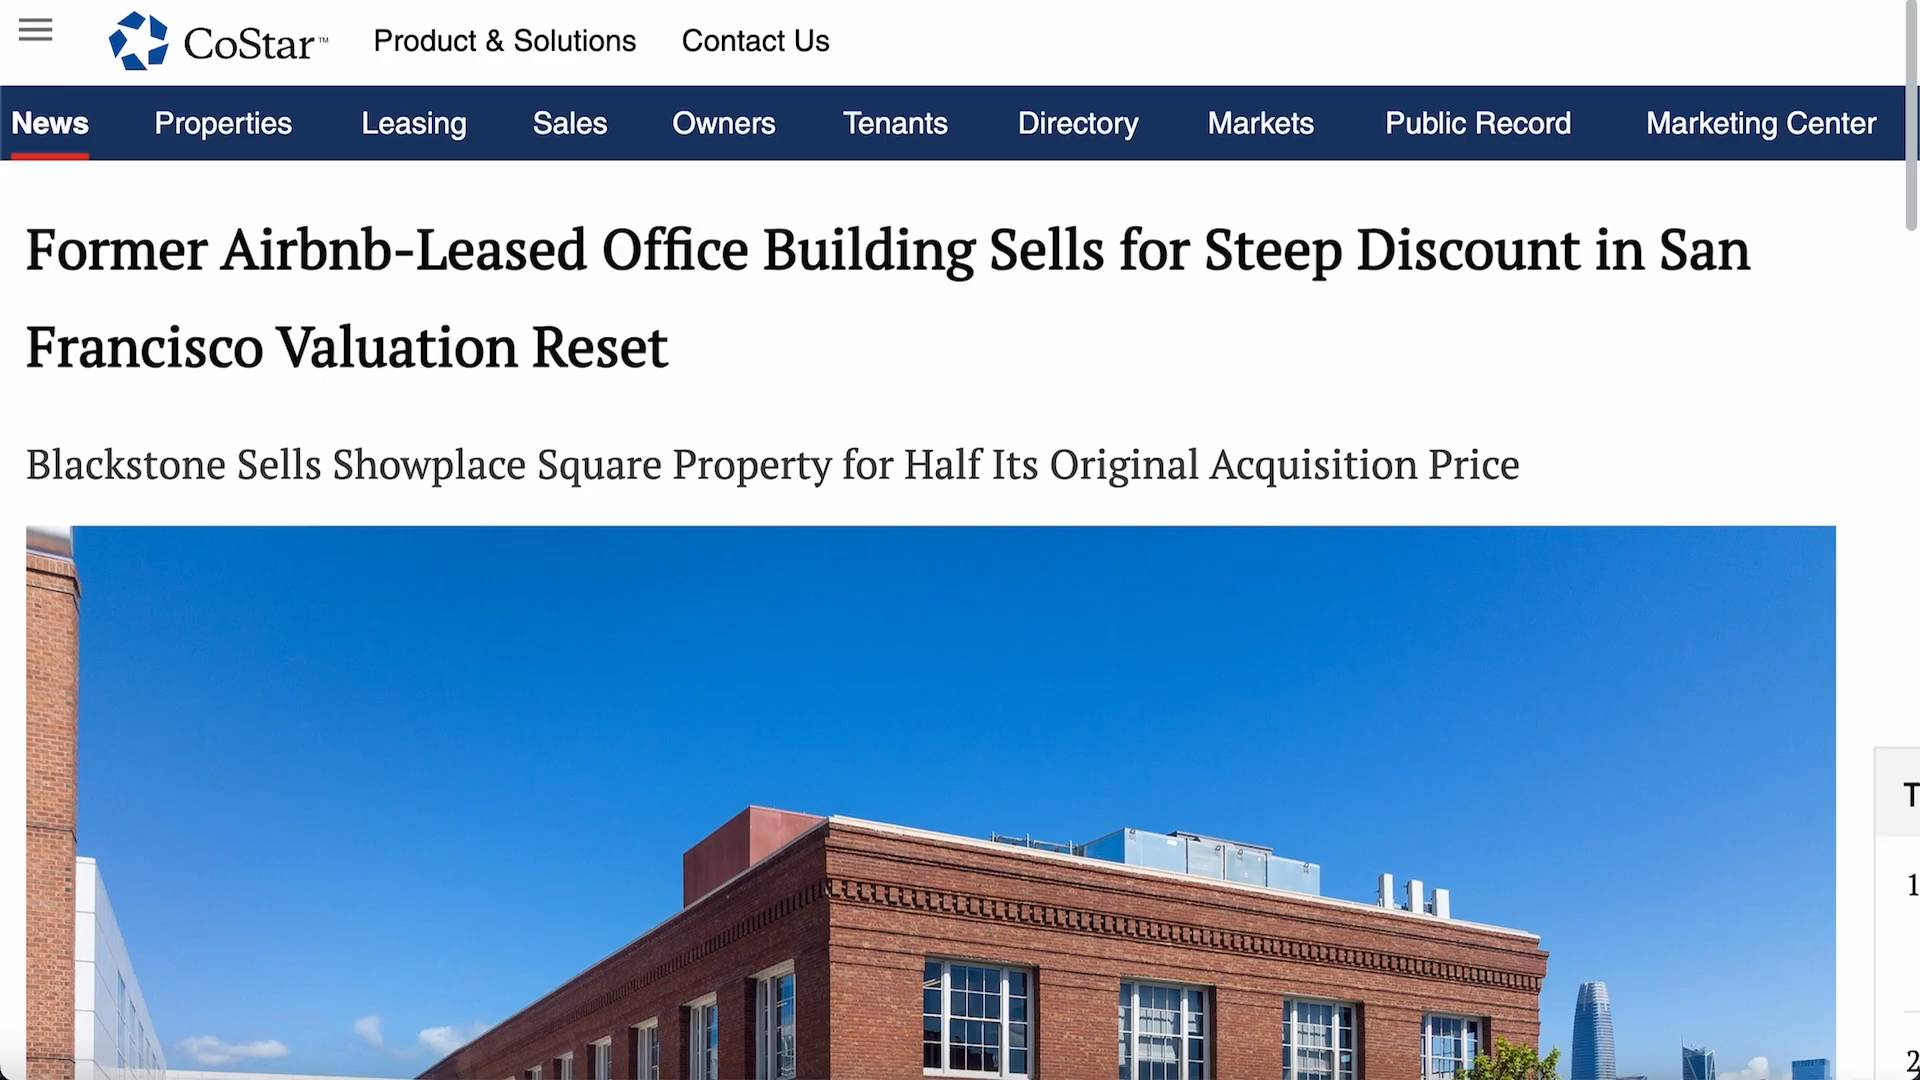 CoStar™ Product & Solutions Contact Us
News Properties Leasing Sales Owners Tenants Directory Markets Public Record Marketing Center
Former Airbnb-Leased Office Building Sells for Steep Discount in San
Francisco Valuation Reset
Blackstone Sells Showplace Square Property for Half Its Original Acquisition Price
T
1
2